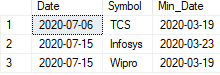 Date Symbol Min_Date
1 2020-07-06 TCS 2020-03-19
2 2020-07-15 Infosys 2020-03-23
3 2020-07-15 Wipro 2020-03-19